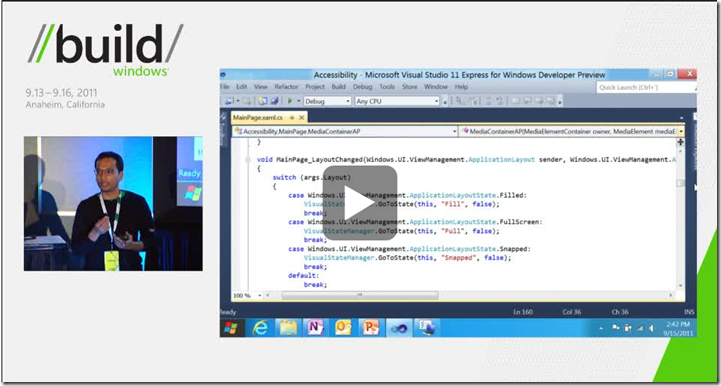 //build/
windows
9.13–9.16, 2011
Anaheim, California
Ready
Accessibility - Microsoft Visual Studio 11 Express for Windows Developer Preview
File Edit View Refactor Project Build Debug Tools Store Window Help
Quick Launch (Ctrl+`)
Debug Any CPU
MainPage.xaml.cs
Accessibility.MainPage.MediaContainerAP MediaContainerAP(MediaElementContainer owner, MediaElement mediaE
}
void MainPage_LayoutChanged(Windows.UI.ViewManagement.ApplicationLayout sender, Windows.UI.ViewManagement.A
{
switch (args.Layout)
{
case Windows.UI.ViewManagement.ApplicationLayoutState.Filled:
.GoToState(this, "Fill", false);
break;
case Windows. .ViewManagement.ApplicationLayoutState.FullScreen:
.GoToState(this, "Full", false);
break;
case Windows.UI.ViewManagement.ApplicationLayoutState.Snapped:
VisualStateManager.GoToState(this, "Snapped", false);
break;
default:
break;
100 %
Ready Ln 160 Col 36 Ch 36 INS
2:42 PM
9/15/2011